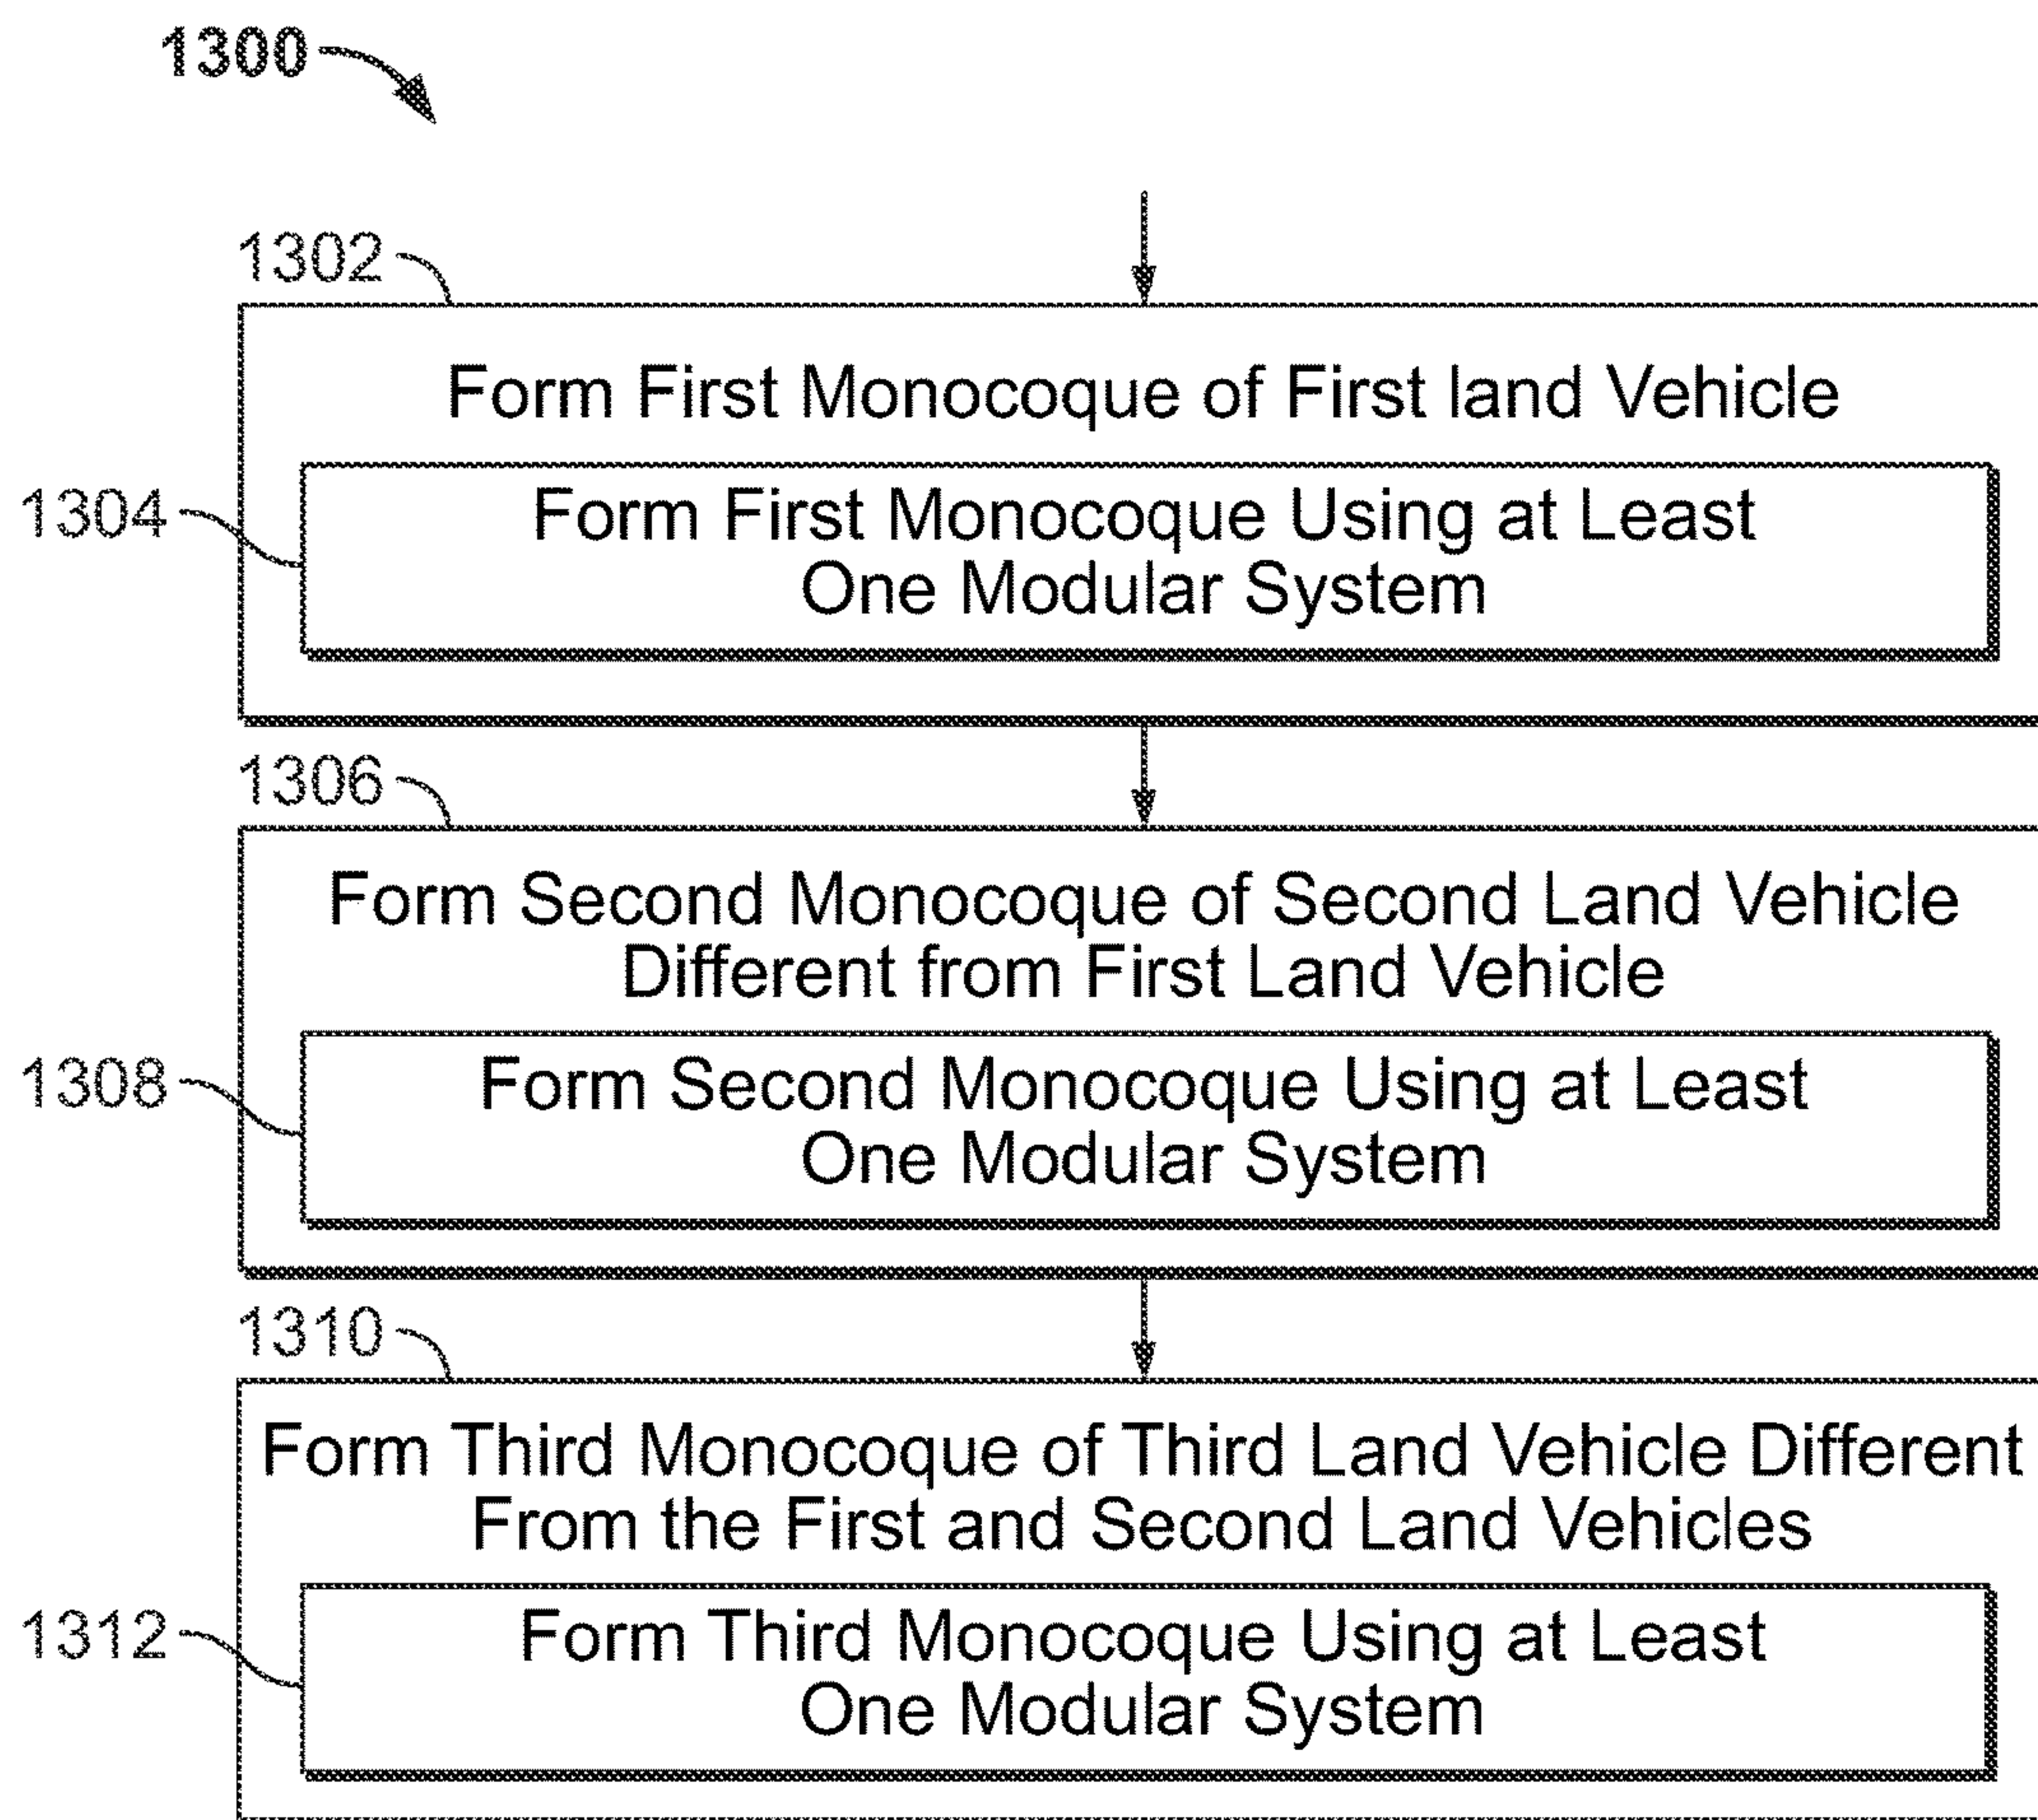 1300
1302
Form First Monocoque of First land Vehicle
1304
Form First Monocoque Using at Least
One Modular System
1306
Form Second Monocoque of Second Land Vehicle
Different from First Land Vehicle
1308
Form Second Monocoque Using at Least
One Modular System
1310
Form Third Monocoque of Third Land Vehicle Different
From the First and Second Land Vehicles
1312
Form Third Monocoque Using at Least
One Modular System